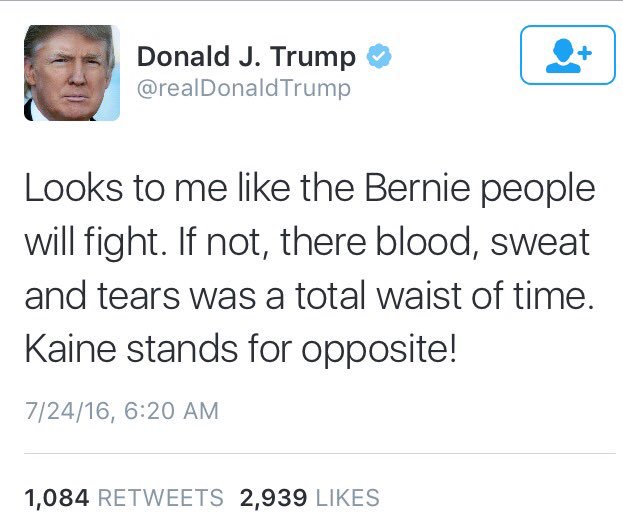 Donald J. Trump
@realDonaldTrump
Looks to me like the Bernie people
will fight. If not, there blood, sweat
and tears was a total waist of time.
Kaine stands for opposite!
7/24/16, 6:20 AM
1,084 RETWEETS 2,939 LIKES